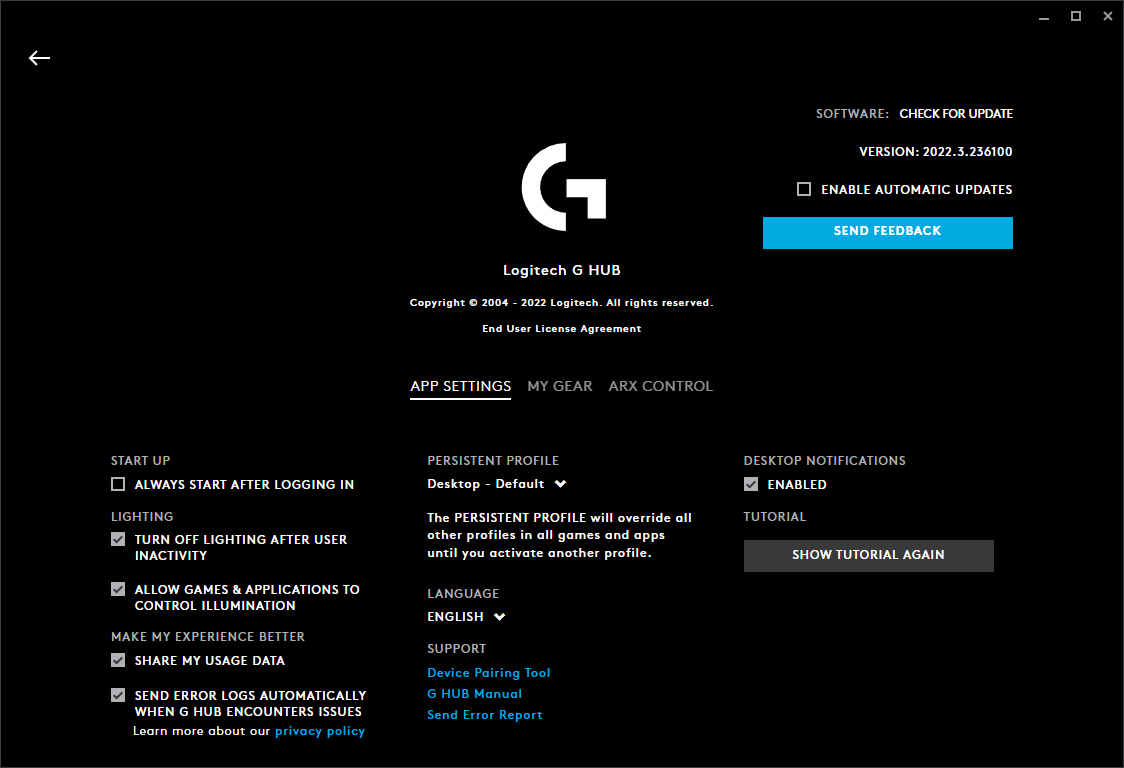 SOFTWARE: CHECK FOR UPDATE
VERSION: 2022.3.236100
ENABLE AUTOMATIC UPDATES
SEND FEEDBACK
Logitech G HUB
Copyright © 2004 - 2022 Logitech. All rights reserved.
End User License Agreement
APP SETTINGS MY GEAR ARX CONTROL
START UP
ALWAYS START AFTER LOGGING IN
LIGHTING
TURN OFF LIGHTING AFTER USER
INACTIVITY
ALLOW GAMES & APPLICATIONS TO
CONTROL ILLUMINATION
MAKE MY EXPERIENCE BETTER
SHARE MY USAGE DATA
SEND ERROR LOGS AUTOMATICALLY
WHEN G HUB ENCOUNTERS ISSUES
Learn more about our privacy policy
PERSISTENT PROFILE
Desktop - Default
The PERSISTENT PROFILE will override all
other profiles in all games and apps
until you activate another profile.
LANGUAGE
ENGLISH
SUPPORT
Device Pairing Tool
G HUB Manual
Send Error Report
DESKTOP NOTIFICATIONS
ENABLED
TUTORIAL
SHOW TUTORIAL AGAIN